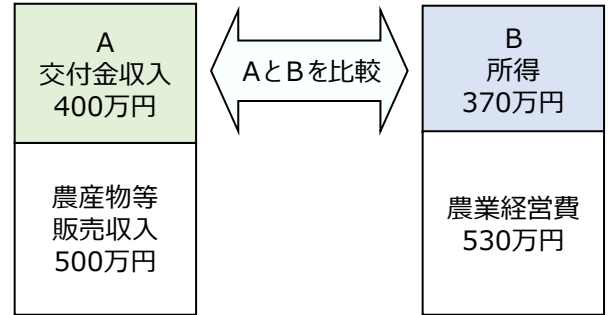 A
交付金収入
400万円
農産物等
販売収入
500万円
AとBを比較
B
所得
370万円
農業経営費
530万円